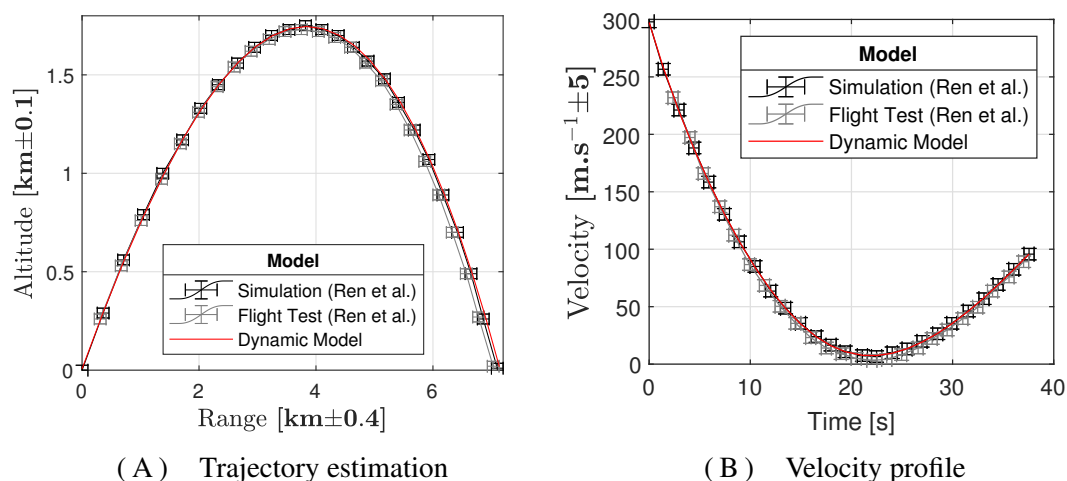 1.5
1
0.5
0
0
2
4
6
Altitude [km±0.1]
Range [km±0.4]
Model
Simulation (Ren et al.)
Flight Test (Ren et al.)
Dynamic Model
( A ) Trajectory estimation
300
250
200
150
100
50
0
0
10
20
30
40
Velocity [m.s⁻¹±5]
Time [s]
Model
Simulation (Ren et al.)
Flight Test (Ren et al.)
Dynamic Model
( B ) Velocity profile